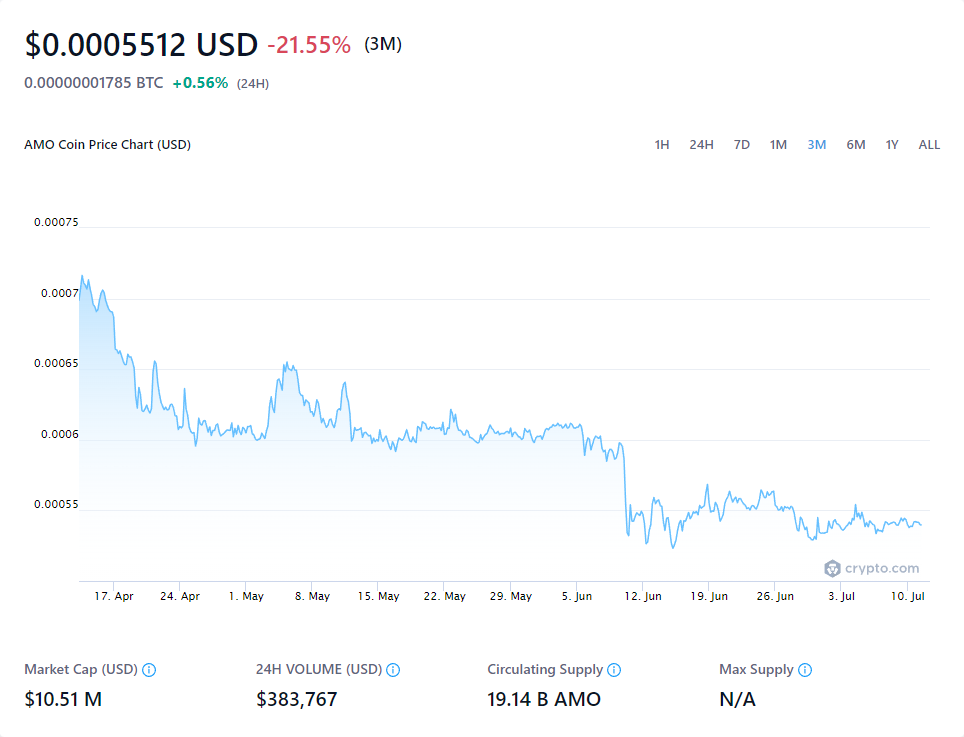 $0.0005512 USD -21.55% (3M)
0.00000001785 BTC +0.56% (24H)
AMO Coin Price Chart (USD) 1H 24H 7D 1M 3M 6M 1Y ALL
0.00075
0.0007
0.00065
0.0006
0.00055
crypto.com
17. Apr 24. Apr 1. May 8. May 15. May 22. May 29. May 5. Jun 12. Jun 19. Jun 26. Jun 3. Jul 10. Jul
Market Cap (USD) 24H VOLUME (USD) Circulating Supply Max Supply
$10.51 M $383,767 19.14 B AMO N/A